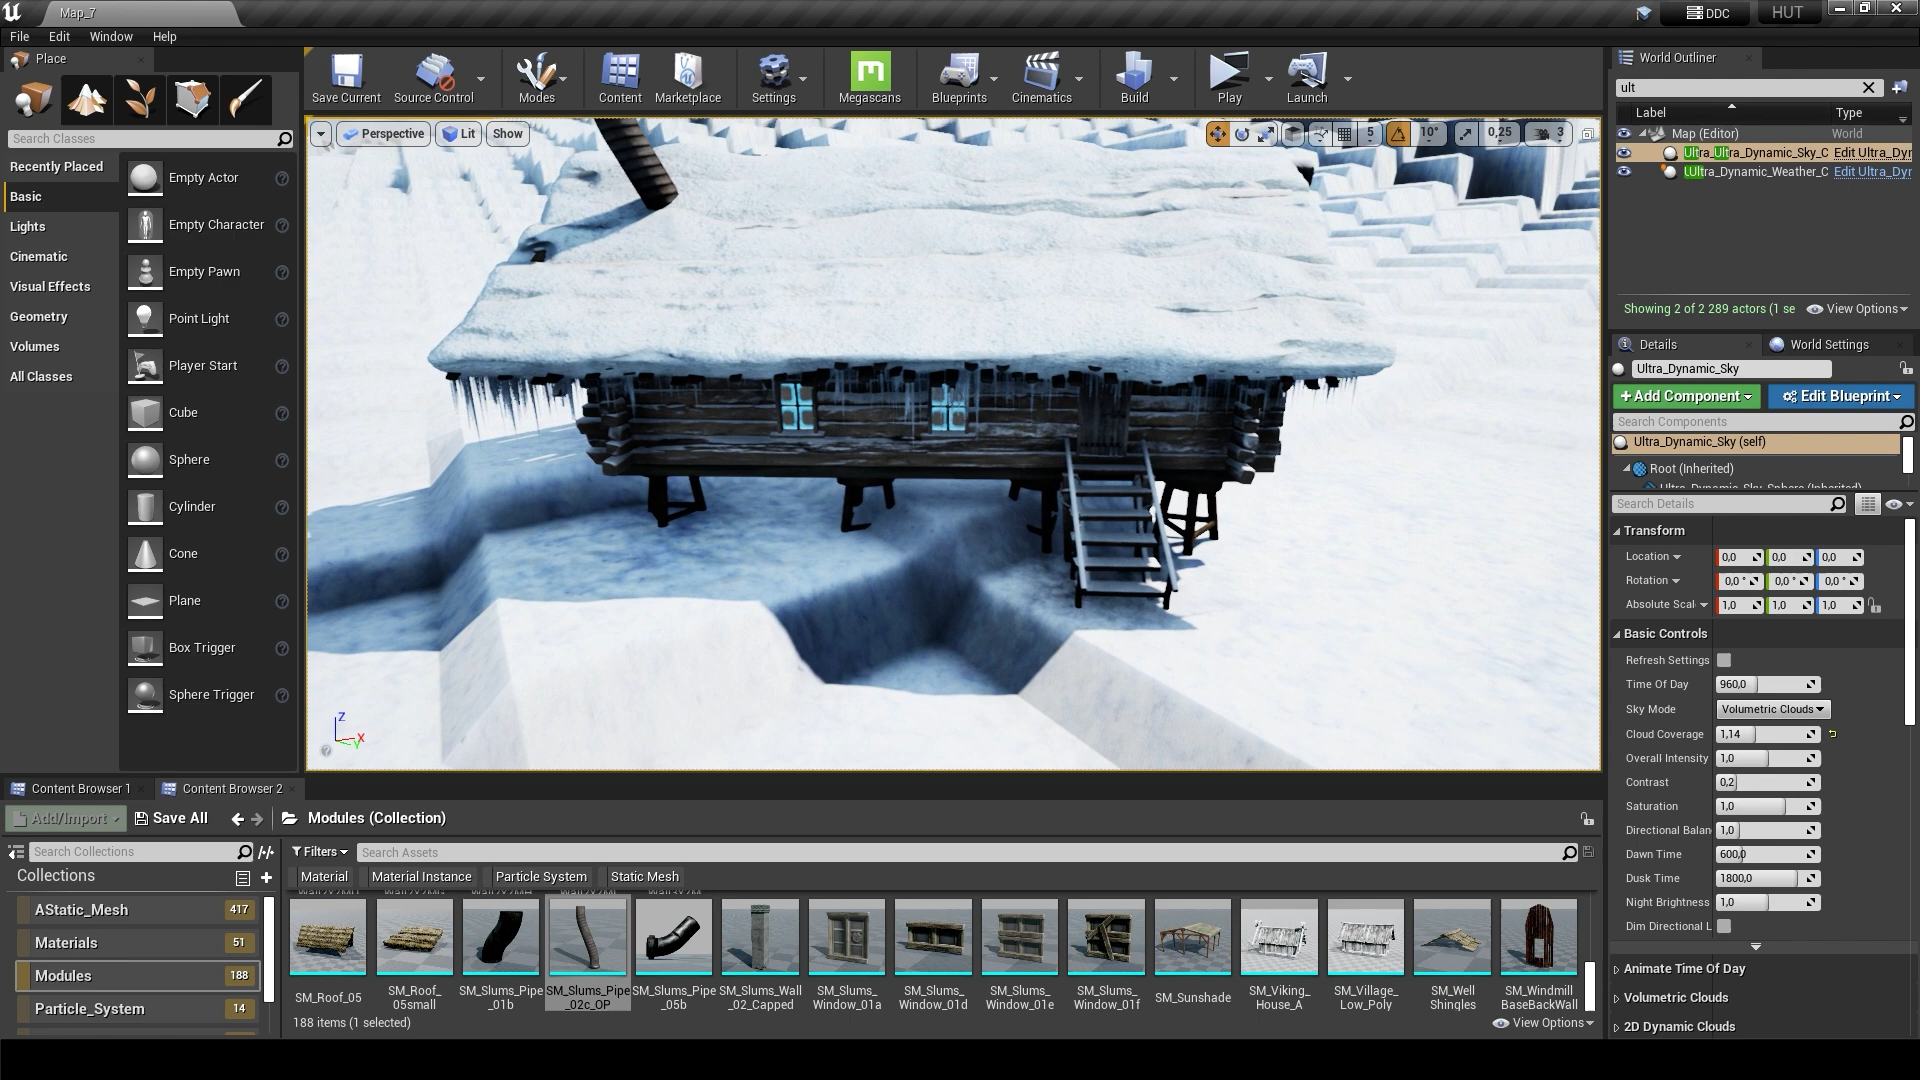 Map_7
DDC
HUT
File Edit Window Help
Place
Search Classes
Recently Placed
Basic
Lights
Cinematic
Visual Effects
Geometry
Volumes
All Classes
Empty Actor
Empty Character
Empty Pawn
Point Light
Player Start
Cube
Sphere
Cylinder
Cone
Plane
Box Trigger
Sphere Trigger
Save Current
Source Control
Modes
Content
Marketplace
Settings
Megascans
Blueprints
Cinematics
Build
Play
Launch
Perspective Lit Show
5 10° 0,25 3
Z
X
Y
World Outliner
ult
Label Type
Map (Editor) World
Ultra_Ultra_Dynamic_Sky_C Edit Ultra_Dyr
Ultra_Dynamic_Weather_C Edit Ultra_Dyr
Showing 2 of 2 289 actors (1 se View Options
Details World Settings
Ultra_Dynamic_Sky
+Add Component Edit Blueprint
Search Components
Ultra_Dynamic_Sky (self)
Root (Inherited)
Ultra_Dynamic_Sky_Sphere (Inherited)
Search Details
Transform
Location 0,0 0,0 0,0
Rotation 0,0 ° 0,0 ° 0,0 °
Absolute Scal 1,0 1,0 1,0
Basic Controls
Refresh Settings
Time Of Day 960,0
Sky Mode Volumetric Clouds
Cloud Coverage 1,14
Overall Intensity 1,0
Contrast 0,2
Saturation 1,0
Directional Balan 1,0
Dawn Time 600,0
Dusk Time 1800,0
Night Brightness 1,0
Dim Directional L
Animate Time Of Day
Volumetric Clouds
2D Dynamic Clouds
Content Browser 1 Content Browser 2
Add/Import Save All Modules (Collection)
Search Collections
Filters Search Assets
Collections
Material Material Instance Particle System Static Mesh
AStatic_Mesh 417
Materials 51
Modules 188
Particle_System 14
SM_Roof_05
SM_Roof_
05small
SM_Slums_Pipe
_01b
SM_Slums_Pipe
_02c_OP
SM_Slums_Pipe
_05b
SM_Slums_Wall
_02_Capped
SM_Slums_
Window_01a
SM_Slums_
Window_01d
SM_Slums_
Window_01e
SM_Slums_
Window_01f
SM_Sunshade
SM_Viking_
House_A
SM_Village_
Low_Poly
SM_Well
Shingles
SM_Windmill
BaseBackWall
188 items (1 selected)
View Options